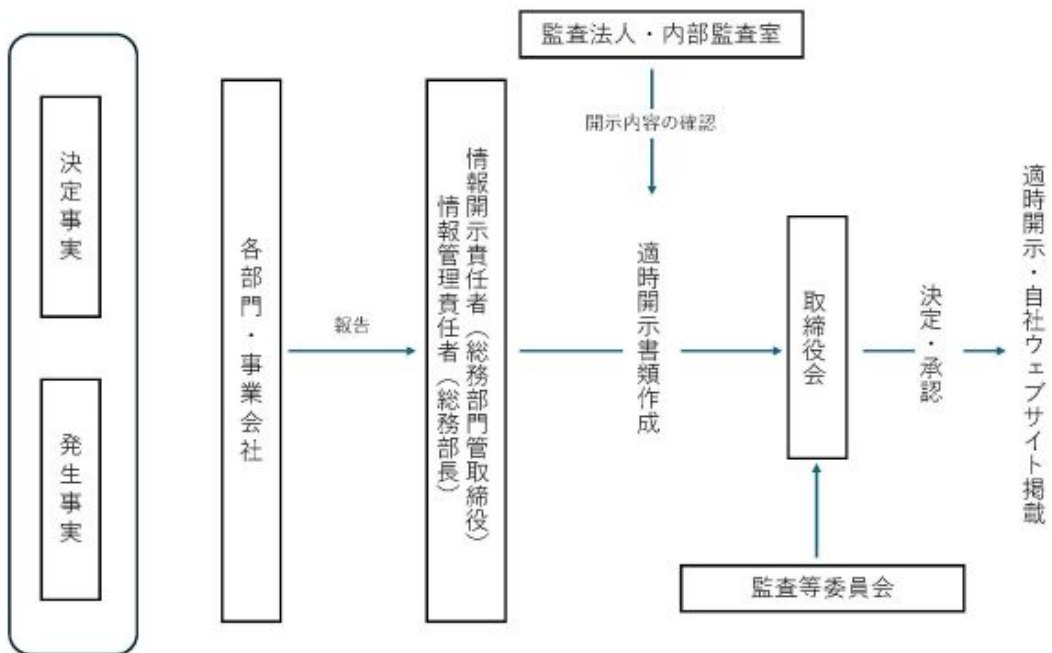 監査法人・内部監査室
開示内容の確認
決定事実
発生事実
各部門・事業会社
報告
情報開示責任者（総務部門管取締役）
情報管理責任者（総務部長）
適時開示書類作成
取締役会
決定・承認
適時開示・自社ウェブサイト掲載
監査等委員会